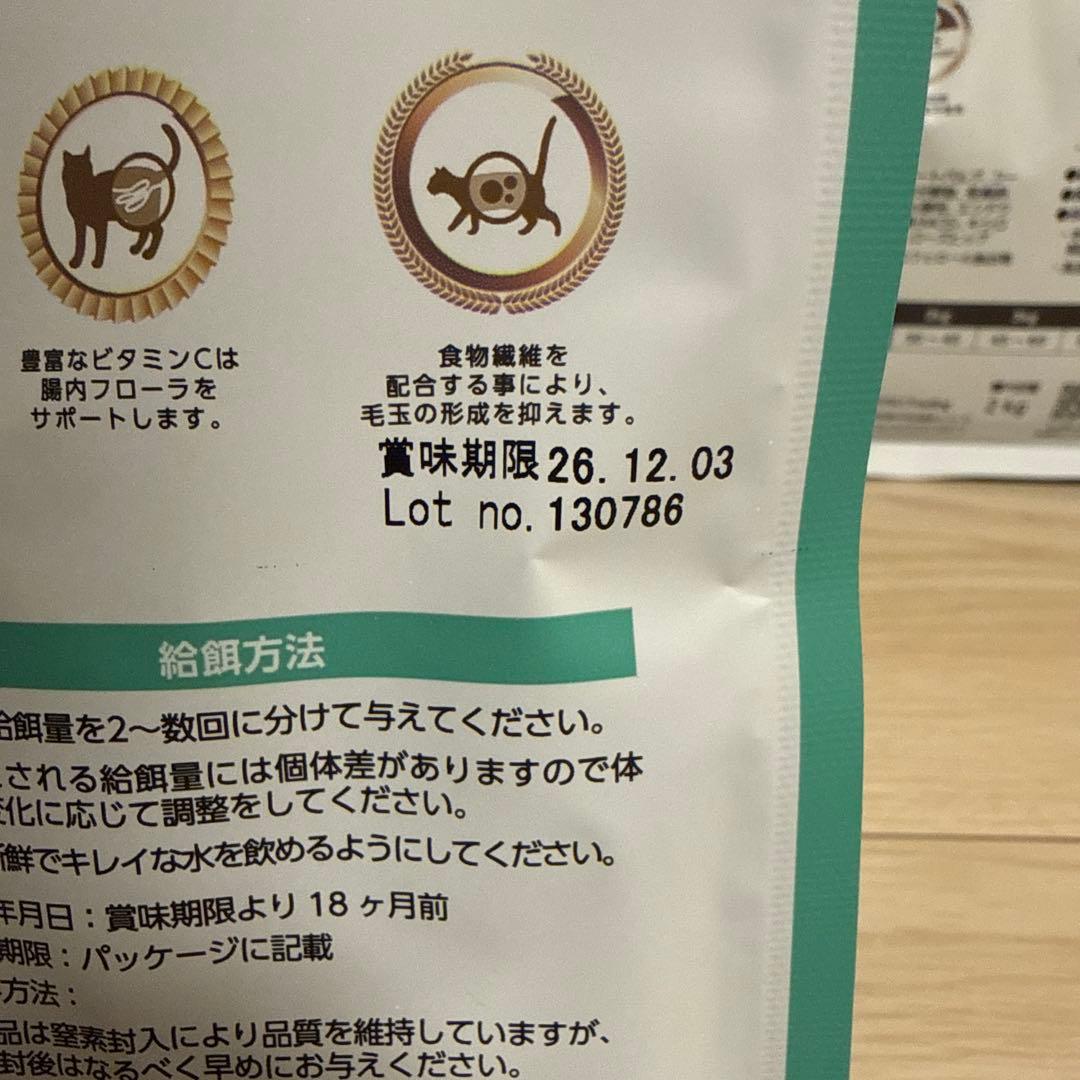 豊富なビタミンCは
腸内フローラを
サポートします。
食物繊維を
配合する事により、
毛玉の形成を抑えます。
賞味期限 26.12.03
Lot no. 130786
給餌方法
給餌量を2〜数回に分けて与えてください。
される給餌量には個体差がありますので体
化に応じて調整をしてください。
鮮でキレイな水を飲めるようにしてください。
年月日：賞味期限より 18 ヶ月前
期限：パッケージに記載
方法：
品は窒素封入により品質を維持していますが、
封後はなるべく早めにお与えください。